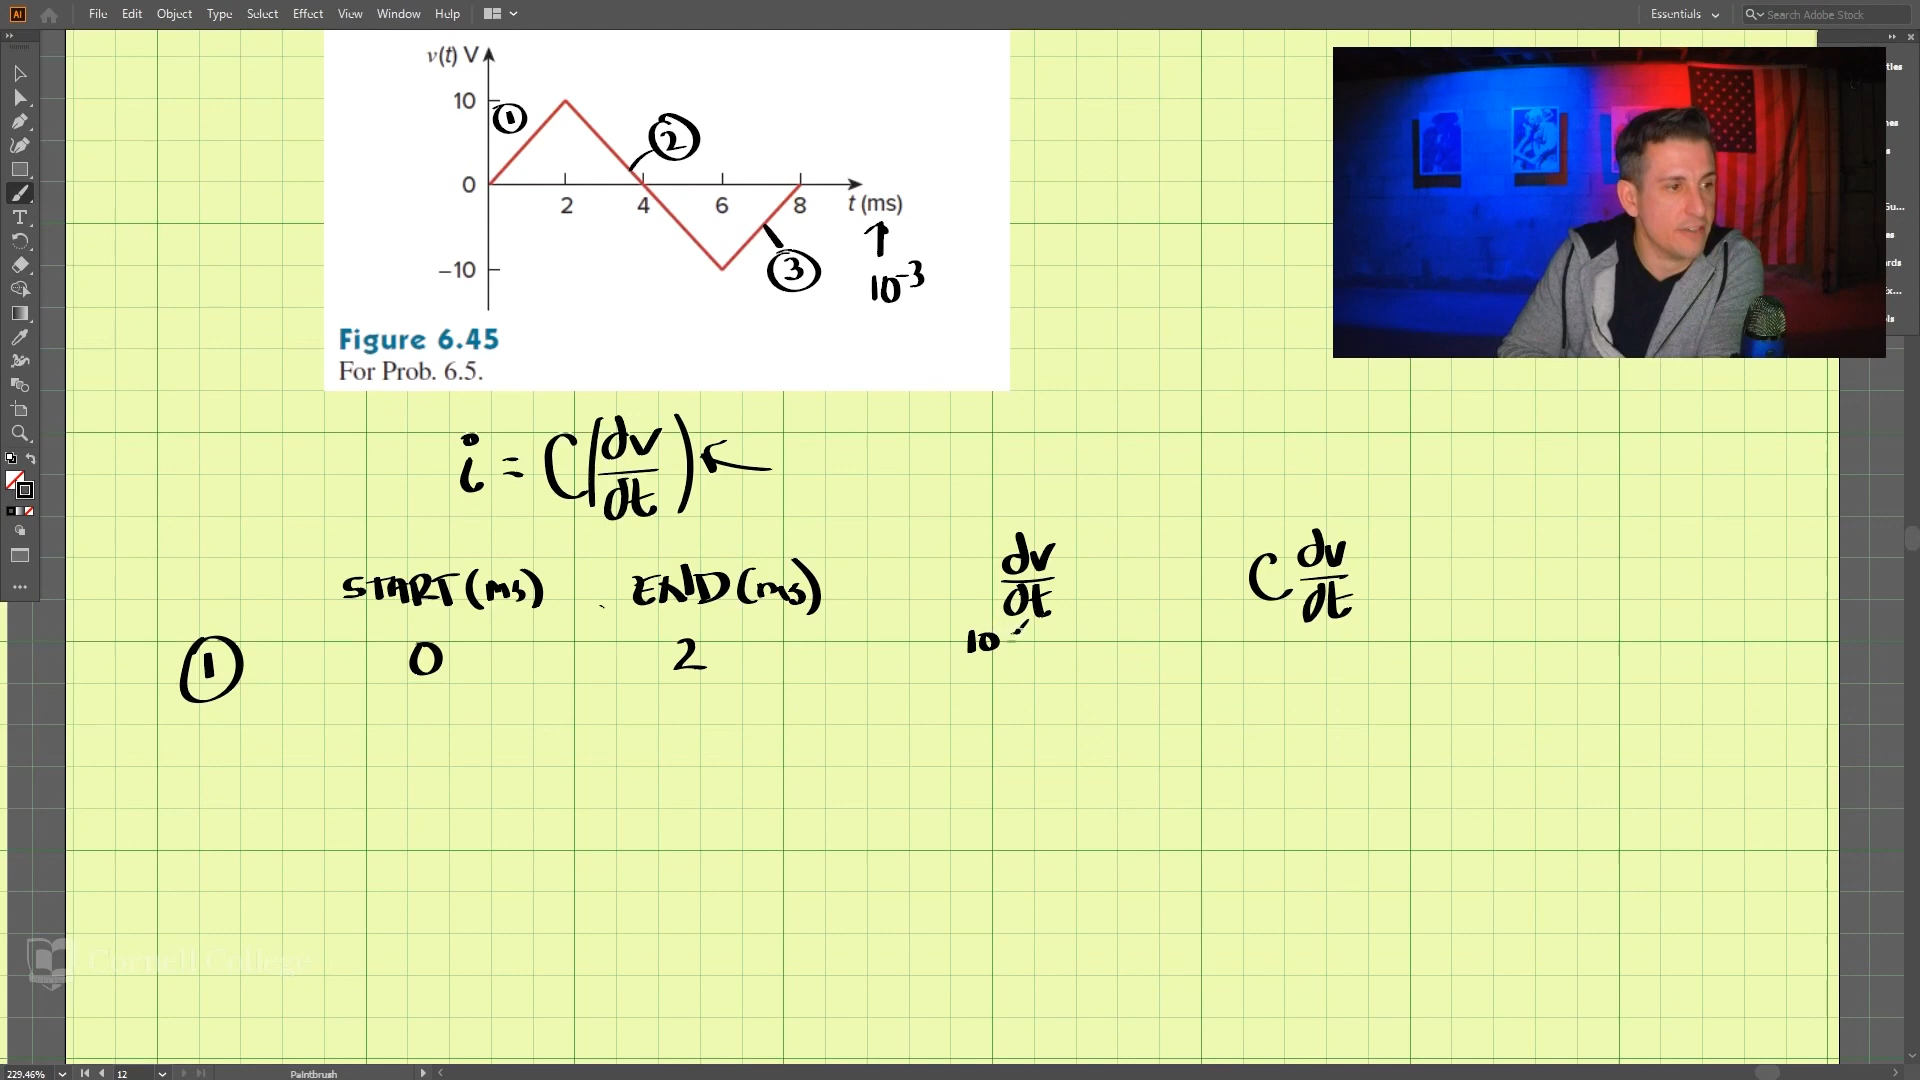 File Edit Object Type Select Effect View Window Help
Essentials
Search Adobe Stock
v(t) V
10
①
②
0
2 4 6 8 t (ms)
−10
③
10⁻³
Figure 6.45
For Prob. 6.5.
i = C(dv/dt)
START (ms) END (ms) dv/dt C dv/dt
① 0 2 10
Cornell College
229.46% 12 Paintbrush